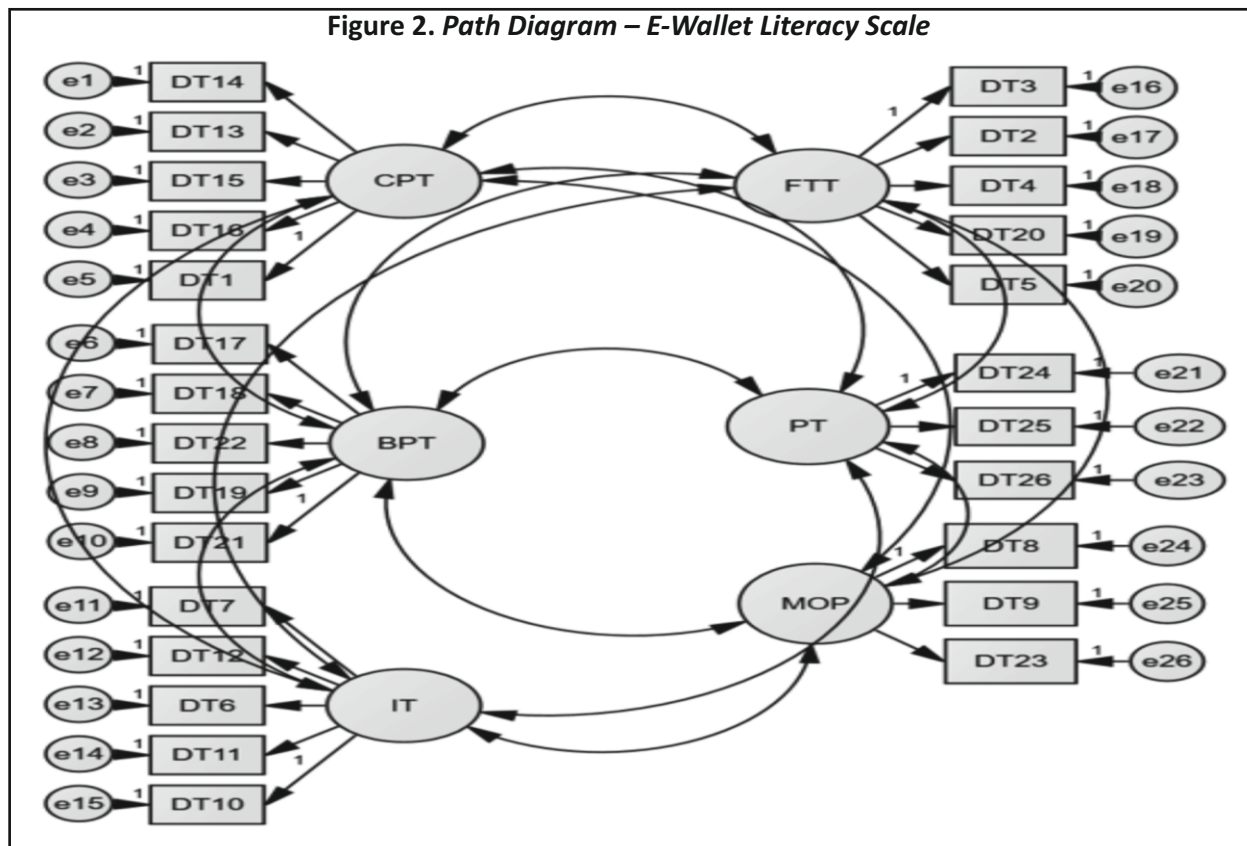 Figure 2. Path Diagram – E-Wallet Literacy Scale
e1 1 DT14
e2 1 DT13
e3 1 DT15
e4 1 DT16
e5 1 DT1
CPT
1
e6 1 DT17
e7 1 DT18
e8 1 DT22
e9 1 DT19
e10 1 DT21
BPT
1
e11 1 DT7
e12 1 DT12
e13 1 DT6
e14 1 DT11
e15 1 DT10
IT
1
FTT
1
DT3 1 e16
DT2 1 e17
DT4 1 e18
DT20 1 e19
DT5 1 e20
PT
1
DT24 1 e21
DT25 1 e22
DT26 1 e23
MOP
1
DT8 1 e24
DT9 1 e25
DT23 1 e26